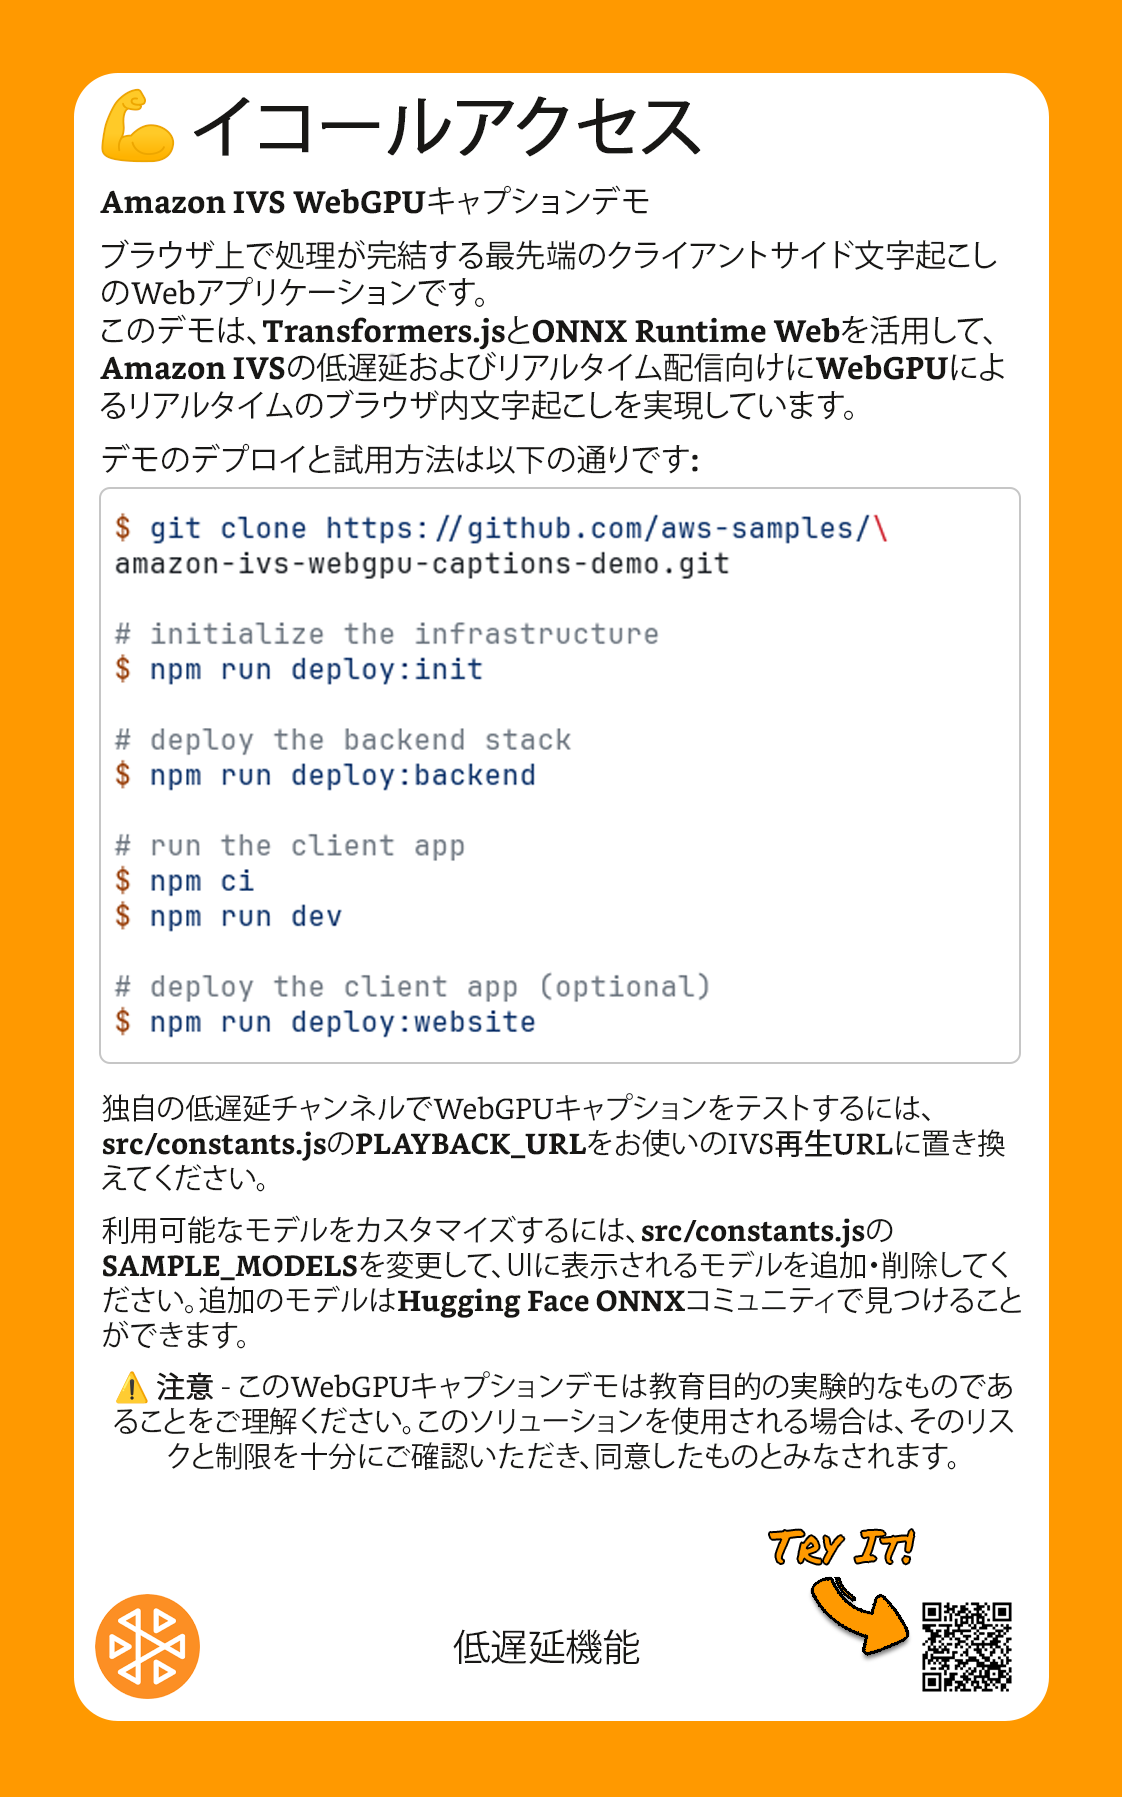 💪 イコールアクセス
Amazon IVS WebGPUキャプションデモ
ブラウザ上で処理が完結する最先端のクライアントサイド文字起こし
のWebアプリケーションです。
このデモは、Transformers.jsとONNX Runtime Webを活用して、
Amazon IVSの低遅延およびリアルタイム配信向けにWebGPUによ
るリアルタイムのブラウザ内文字起こしを実現しています。
デモのデプロイと試用方法は以下の通りです:
$ git clone https://github.com/aws-samples/\
amazon-ivs-webgpu-captions-demo.git
# initialize the infrastructure
$ npm run deploy:init
# deploy the backend stack
$ npm run deploy:backend
# run the client app
$ npm ci
$ npm run dev
# deploy the client app (optional)
$ npm run deploy:website
独自の低遅延チャンネルでWebGPUキャプションをテストするには、
src/constants.jsのPLAYBACK_URLをお使いのIVS再生URLに置き換
えてください。
利用可能なモデルをカスタマイズするには、src/constants.jsの
SAMPLE_MODELSを変更して、UIに表示されるモデルを追加・削除してく
ださい。追加のモデルはHugging Face ONNXコミュニティで見つけること
ができます。
⚠️ 注意 - このWebGPUキャプションデモは教育目的の実験的なものであ
ることをご理解ください。このソリューションを使用される場合は、そのリス
クと制限を十分にご確認いただき、同意したものとみなされます。
Try It!
低遅延機能